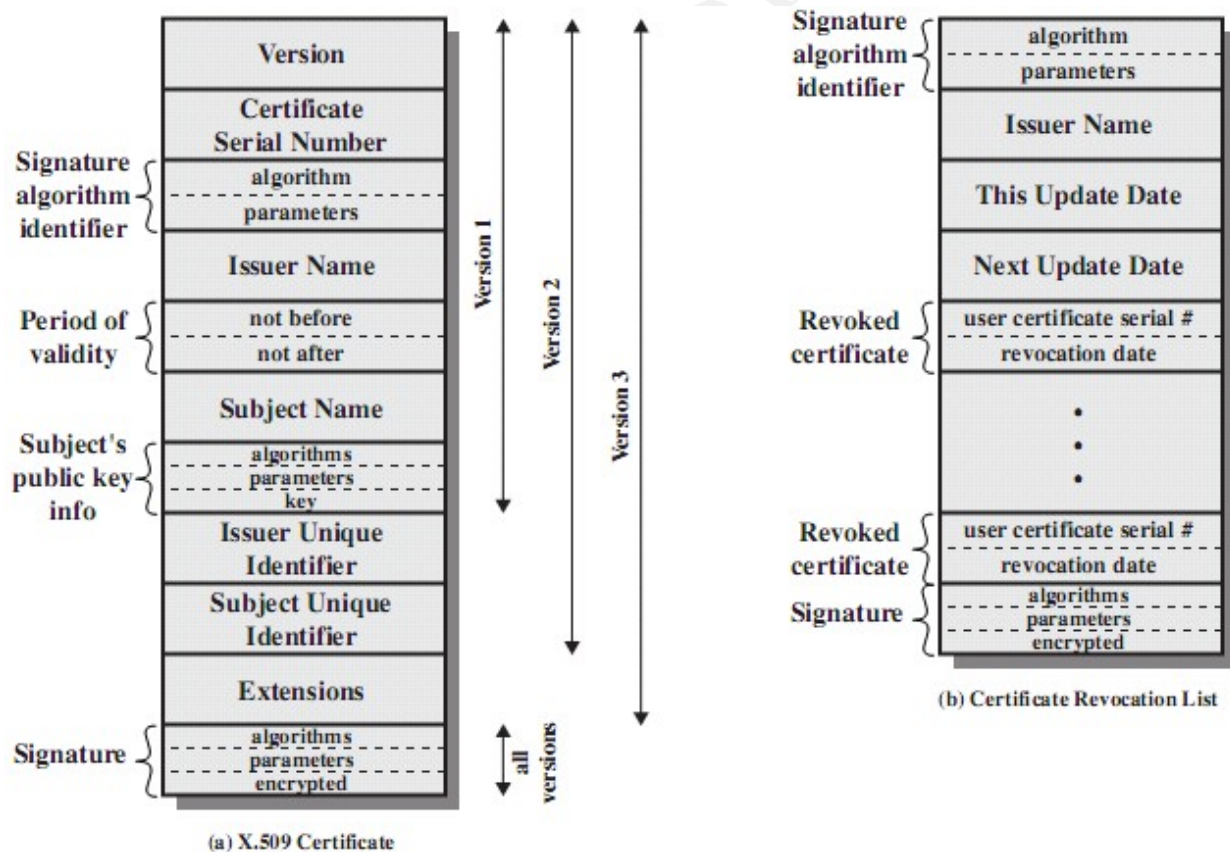 Version
Certificate
Serial Number
Signature
algorithm
identifier
algorithm
parameters
Issuer Name
Period of
validity
not before
not after
Subject Name
Subject's
public key
info
algorithms
parameters
key
Issuer Unique
Identifier
Subject Unique
Identifier
Extensions
Signature
algorithms
parameters
encrypted
Version 1
Version 2
Version 3
all
versions
(a) X.509 Certificate
Signature
algorithm
identifier
algorithm
parameters
Issuer Name
This Update Date
Next Update Date
Revoked
certificate
user certificate serial #
revocation date
Revoked
certificate
user certificate serial #
revocation date
Signature
algorithms
parameters
encrypted
(b) Certificate Revocation List